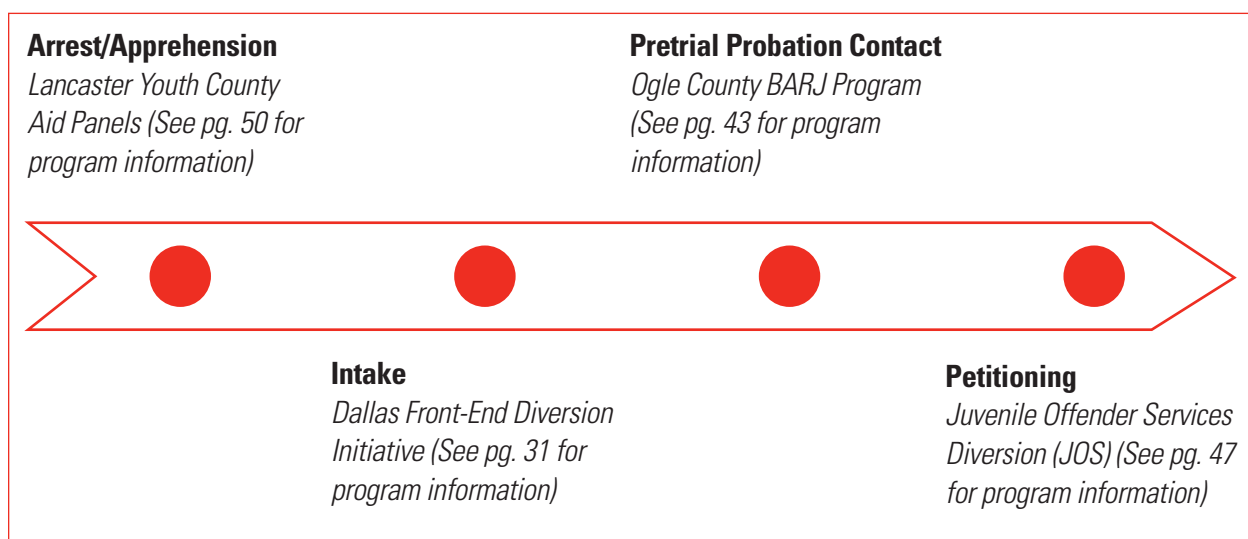 Arrest/Apprehension
Lancaster Youth County
Aid Panels (See pg. 50 for
program information)
Pretrial Probation Contact
Ogle County BARJ Program
(See pg. 43 for program
information)
Intake
Dallas Front-End Diversion
Initiative (See pg. 31 for
program information)
Petitioning
Juvenile Offender Services
Diversion (JOS) (See pg. 47
for program information)